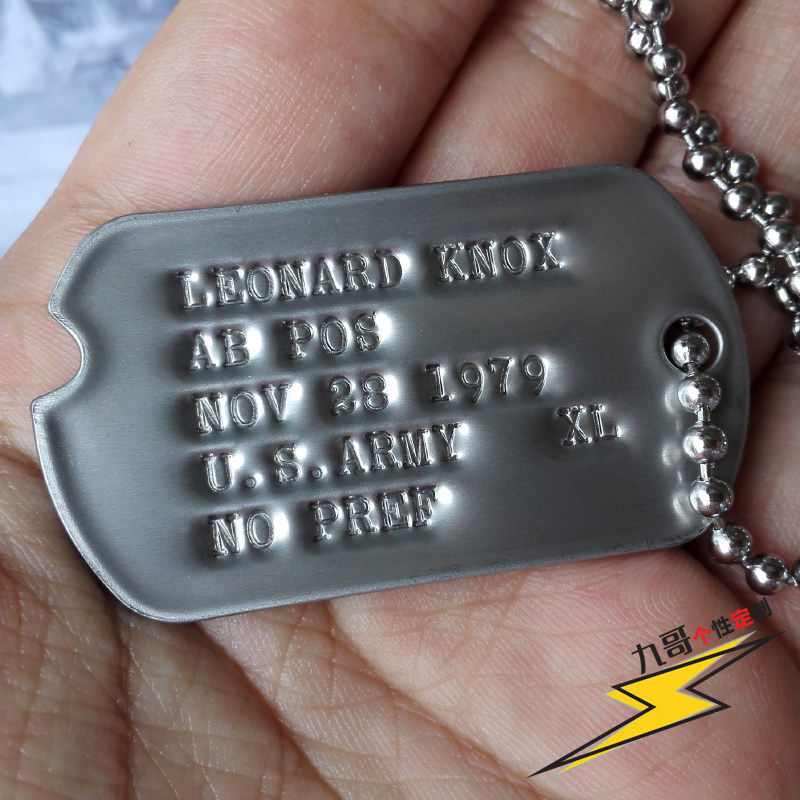 LEONARD KNOX
AB POS
NOV 28 1979
U.S.ARMY XL
NO PREF
九哥个性定制